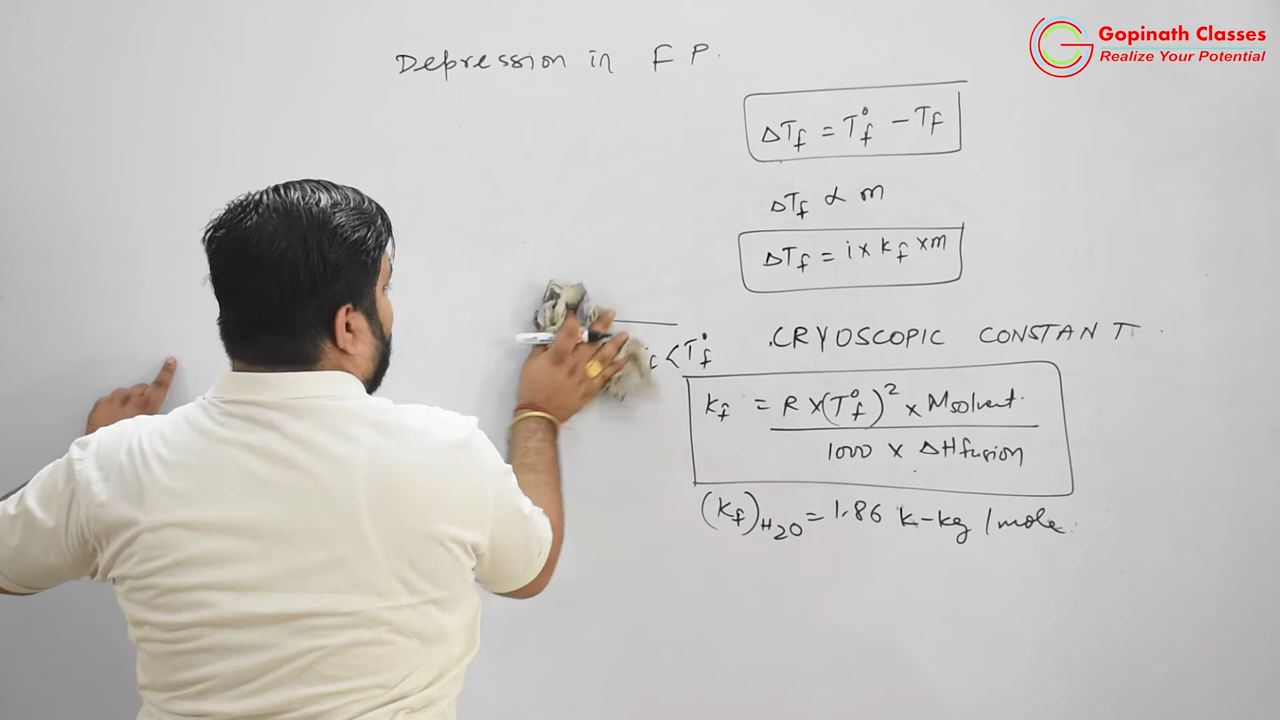 Gopinath Classes
Realize Your Potential
Depression in F P.
ΔTf = T°f - Tf
ΔTf ∝ m
ΔTf = i x Kf x m
< T°f
CRYOSCOPIC CONSTANT
Kf = R x (T°f)² x Msolvent / 1000 x ΔHfusion
(Kf)H2O = 1.86 K-kg /mole.